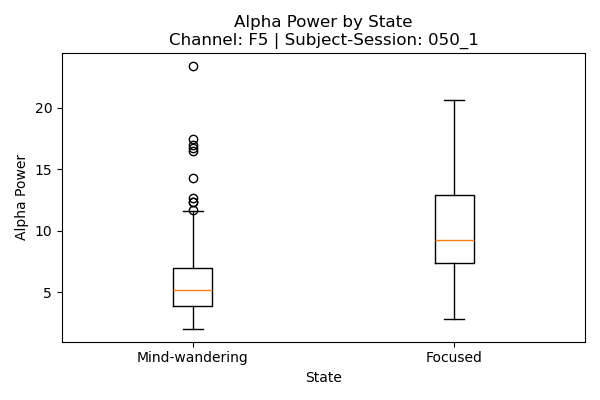 Alpha Power by State
Channel: F5 | Subject-Session: 050_1
Alpha Power
20
15
10
5
Mind-wandering
Focused
State